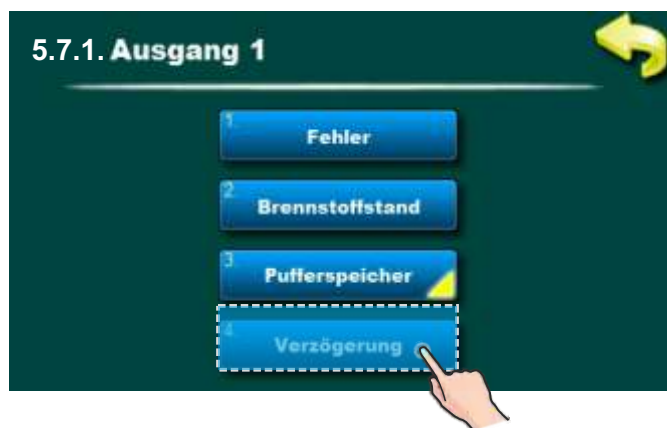 5.7.1. Ausgang 1
1
Fehler
2
Brennstoffstand
3
Pufferspeicher
4
Verzögerung